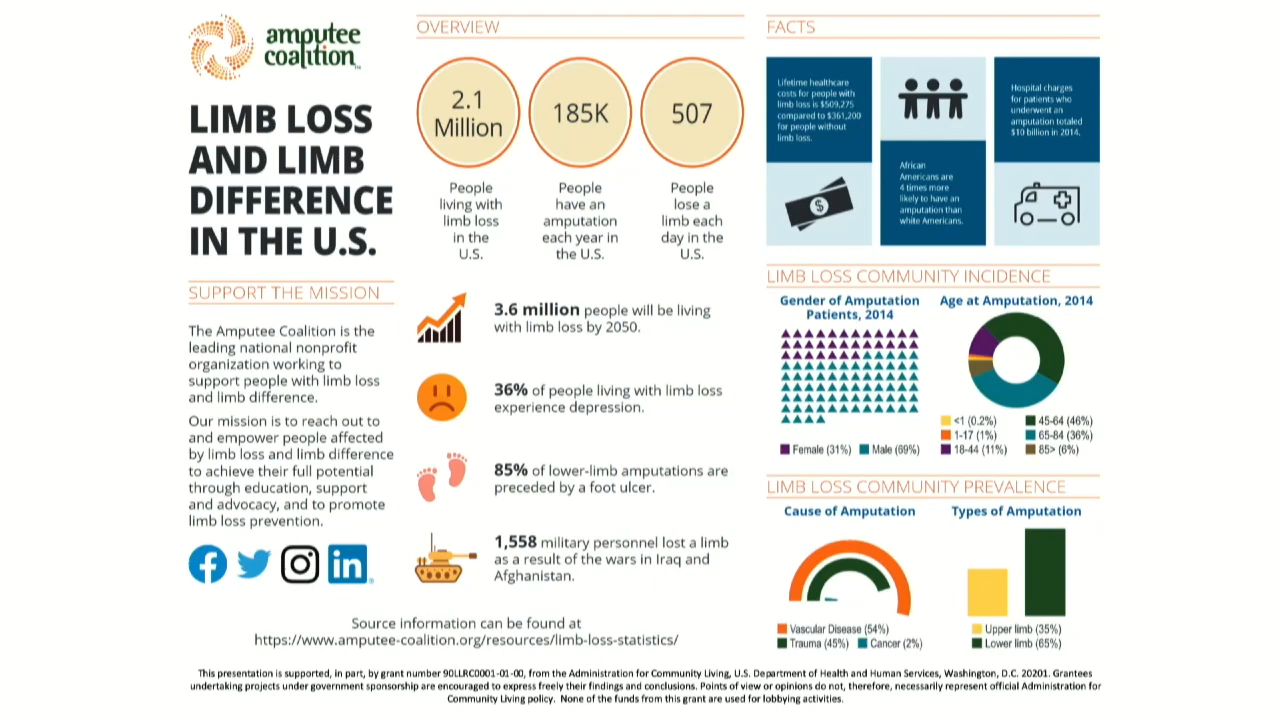 amputee
coalition™
LIMB LOSS
AND LIMB
DIFFERENCE
IN THE U.S.
SUPPORT THE MISSION
The Amputee Coalition is the
leading national nonprofit
organization working to
support people with limb loss
and limb difference.
Our mission is to reach out to
and empower people affected
by limb loss and limb difference
to achieve their full potential
through education, support
and advocacy, and to promote
limb loss prevention.
in
OVERVIEW
2.1
Million
People
living with
limb loss
in the
U.S.
185K
People
have an
amputation
each year in
the U.S.
507
People
lose a
limb each
day in the
U.S.
3.6 million people will be living
with limb loss by 2050.
36% of people living with limb loss
experience depression.
85% of lower-limb amputations are
preceded by a foot ulcer.
1,558 military personnel lost a limb
as a result of the wars in Iraq and
Afghanistan.
Source information can be found at
https://www.amputee-coalition.org/resources/limb-loss-statistics/
FACTS
Lifetime healthcare
costs for people with
limb loss is $509,275
compared to $361,200
for people without
limb loss.
$
African
Americans are
4 times more
likely to have an
amputation than
white Americans.
Hospital charges
for patients who
underwent an
amputation totaled
$10 billion in 2014.
LIMB LOSS COMMUNITY INCIDENCE
Gender of Amputation
Patients, 2014
Female (31%) Male (69%)
Age at Amputation, 2014
<1 (0.2%) 45-64 (46%)
1-17 (1%) 65-84 (36%)
18-44 (11%) 85> (6%)
LIMB LOSS COMMUNITY PREVALENCE
Cause of Amputation
Vascular Disease (54%)
Trauma (45%) Cancer (2%)
Types of Amputation
Upper limb (35%)
Lower limb (65%)
This presentation is supported, in part, by grant number 90LLRC0001-01-00, from the Administration for Community Living, U.S. Department of Health and Human Services, Washington, D.C. 20201. Grantees
undertaking projects under government sponsorship are encouraged to express freely their findings and conclusions. Points of view or opinions do not, therefore, necessarily represent official Administration for
Community Living policy. None of the funds from this grant are used for lobbying activities.